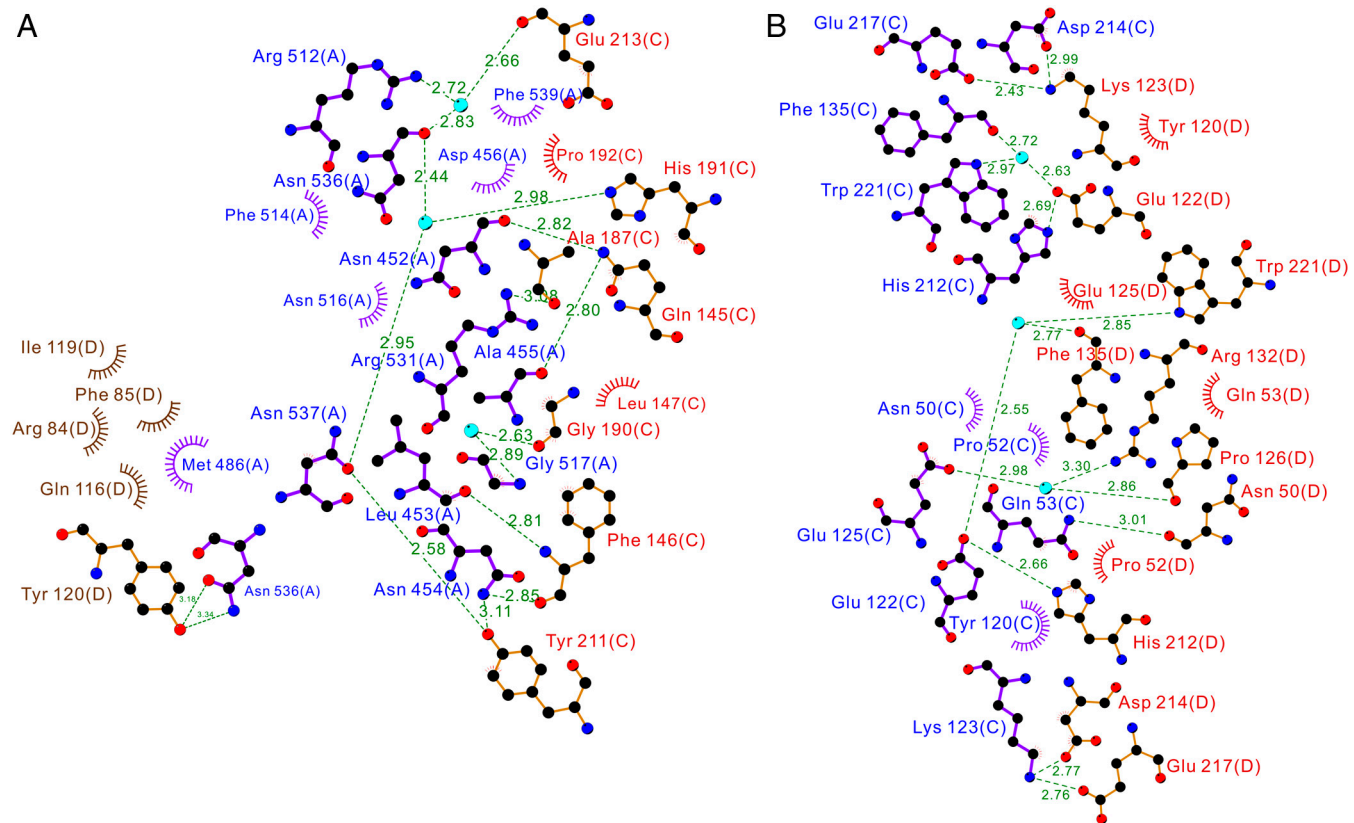 A
Glu 213(C)
Arg 512(A)
2.66
2.72
Phe 539(A)
2.83
Asp 456(A)
Pro 192(C)
His 191(C)
Asn 536(A)
2.44
2.98
Phe 514(A)
2.82
Ala 187(C)
Asn 452(A)
Asn 516(A)
3.08
Gln 145(C)
2.95
2.80
Ile 119(D)
Arg 531(A)
Ala 455(A)
Phe 85(D)
Leu 147(C)
Asn 537(A)
Arg 84(D)
2.63
Gly 190(C)
2.89
Met 486(A)
Gly 517(A)
Gln 116(D)
Leu 453(A)
2.81
Phe 146(C)
2.58
Tyr 120(D)
Asn 536(A)
3.18
3.34
Asn 454(A)
2.85
3.11
Tyr 211(C)
B
Glu 217(C)
Asp 214(C)
2.99
2.43
Lys 123(D)
Phe 135(C)
Tyr 120(D)
2.72
2.97
2.63
Trp 221(C)
2.69
Glu 122(D)
His 212(C)
Trp 221(D)
Glu 125(D)
2.85
2.77
Phe 135(D)
Arg 132(D)
Gln 53(D)
Asn 50(C)
2.55
Pro 52(C)
Pro 126(D)
2.98
3.30
2.86
Asn 50(D)
Gln 53(C)
3.01
Glu 125(C)
2.66
Pro 52(D)
Glu 122(C)
Tyr 120(C)
His 212(D)
Asp 214(D)
Lys 123(C)
Glu 217(D)
2.77
2.76